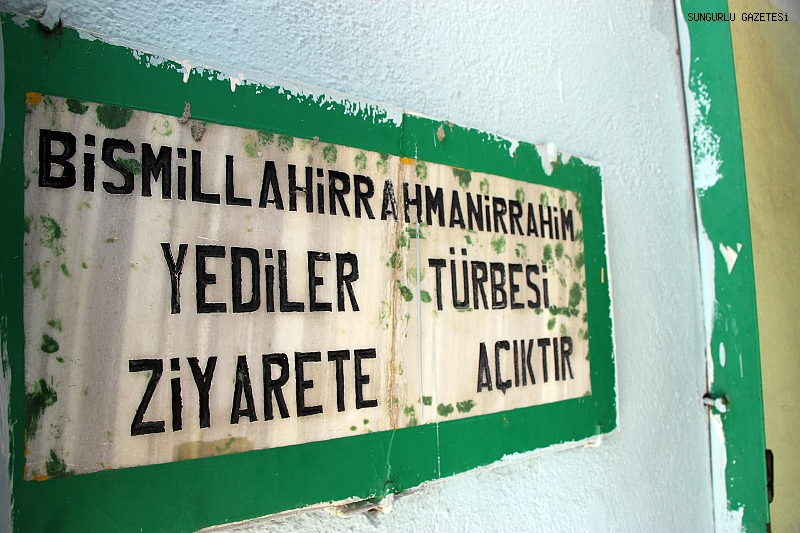 SUNGURLU GAZETESi
BiSMiLLAHiRRAHMANiRRAHiM
YEDiLER TÜRBESi
ZiYARETE AÇIKTIR